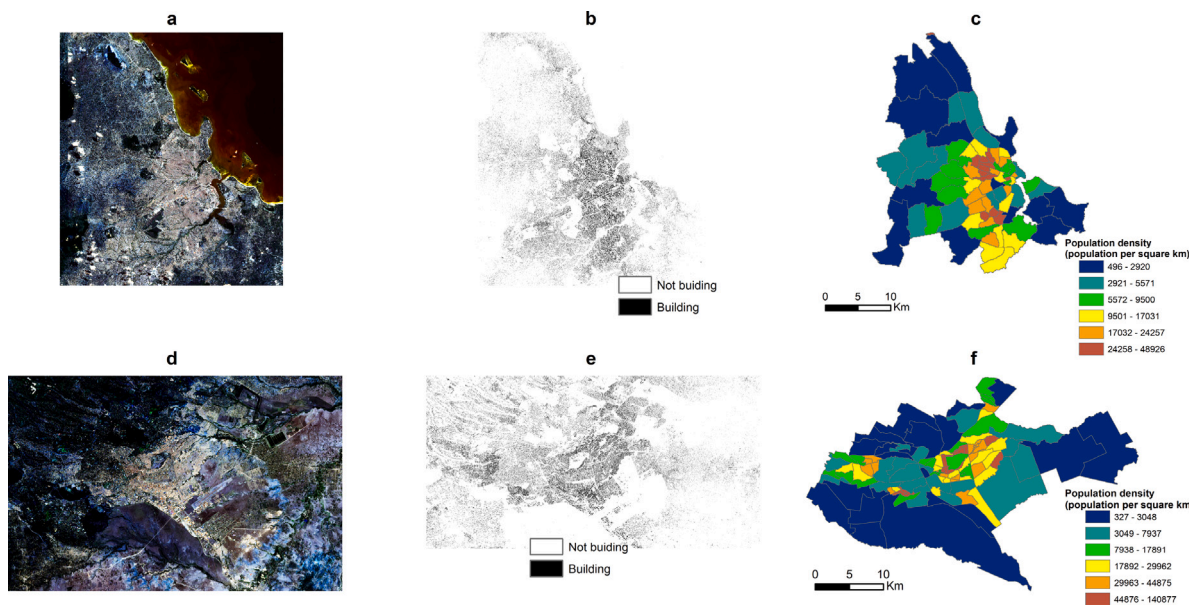 a
b
c
Not buiding
Building
0 5 10
Km
Population density
(population per square km)
496 - 2920
2921 - 5571
5572 - 9500
9501 - 17031
17032 - 24257
24258 - 48926
d
e
f
Not buiding
Building
0 5 10
Km
Population density
(population per square km)
327 - 3048
3049 - 7937
7938 - 17891
17892 - 29962
29963 - 44875
44876 - 140877